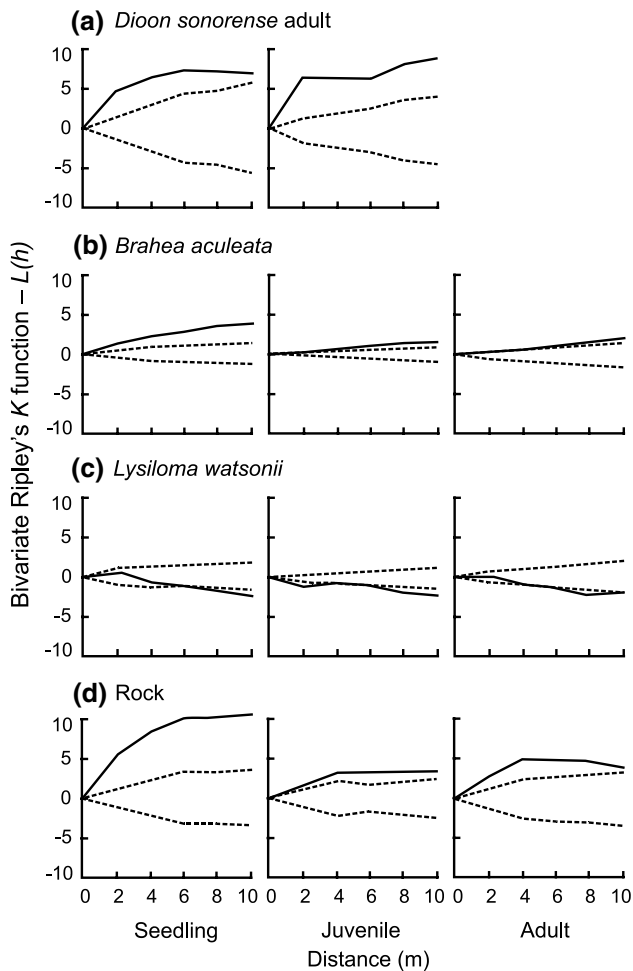 (a) Dioon sonorense adult
10
5
0
-5
-10
(b) Brahea aculeata
10
5
0
-5
-10
(c) Lysiloma watsonii
10
5
0
-5
-10
(d) Rock
10
5
0
-5
-10
0 2 4 6 8 10 0 2 4 6 8 10 0 2 4 6 8 10
Seedling Juvenile Adult
Distance (m)
Bivariate Ripley's K function – L(h)